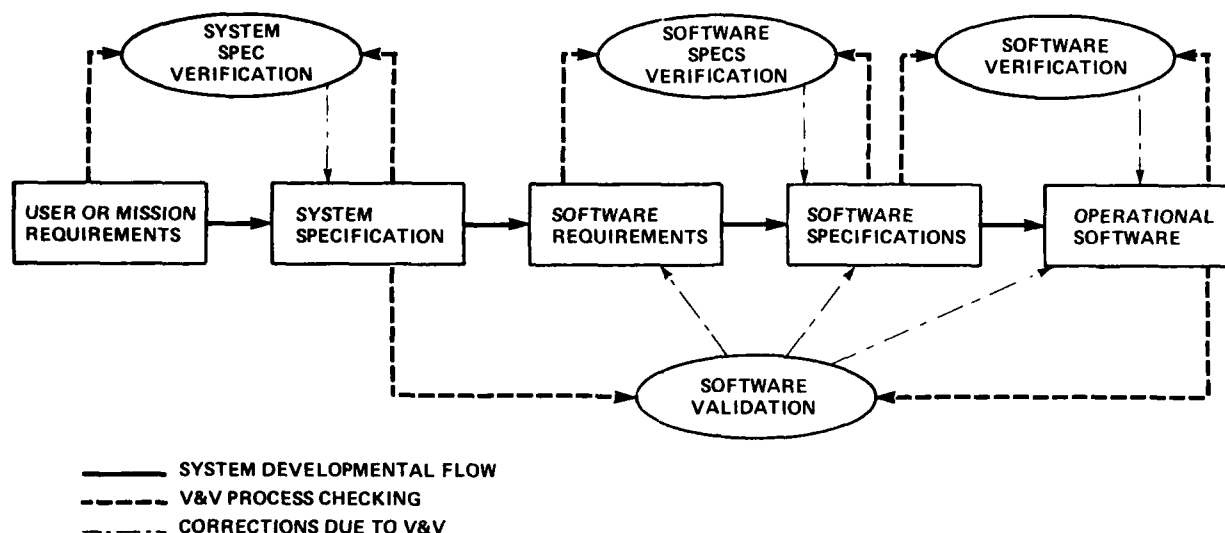 SYSTEM
SPEC
VERIFICATION
SOFTWARE
SPECS
VERIFICATION
SOFTWARE
VERIFICATION
USER OR MISSION
REQUIREMENTS
SYSTEM
SPECIFICATION
SOFTWARE
REQUIREMENTS
SOFTWARE
SPECIFICATIONS
OPERATIONAL
SOFTWARE
SOFTWARE
VALIDATION
SYSTEM DEVELOPMENTAL FLOW
V&V PROCESS CHECKING
CORRECTIONS DUE TO V&V